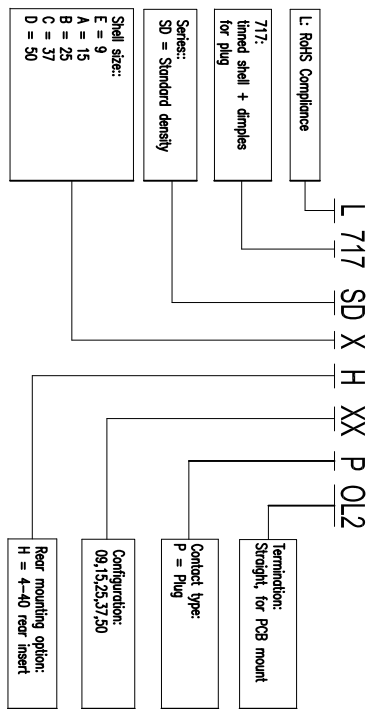 L 717 SD X H XX P OL2
L: RoHS Compliance
717:
tinned shell + dimples
for plug
Series::
SD = Standard density
Shell size::
E = 9
A = 15
B = 25
C = 37
D = 50
Termination:
Straight, for PCB mount
Contact type:
P = Plug
Configuration:
09,15,25,37,50
Rear mounting option:
H = 4-40 rear insert